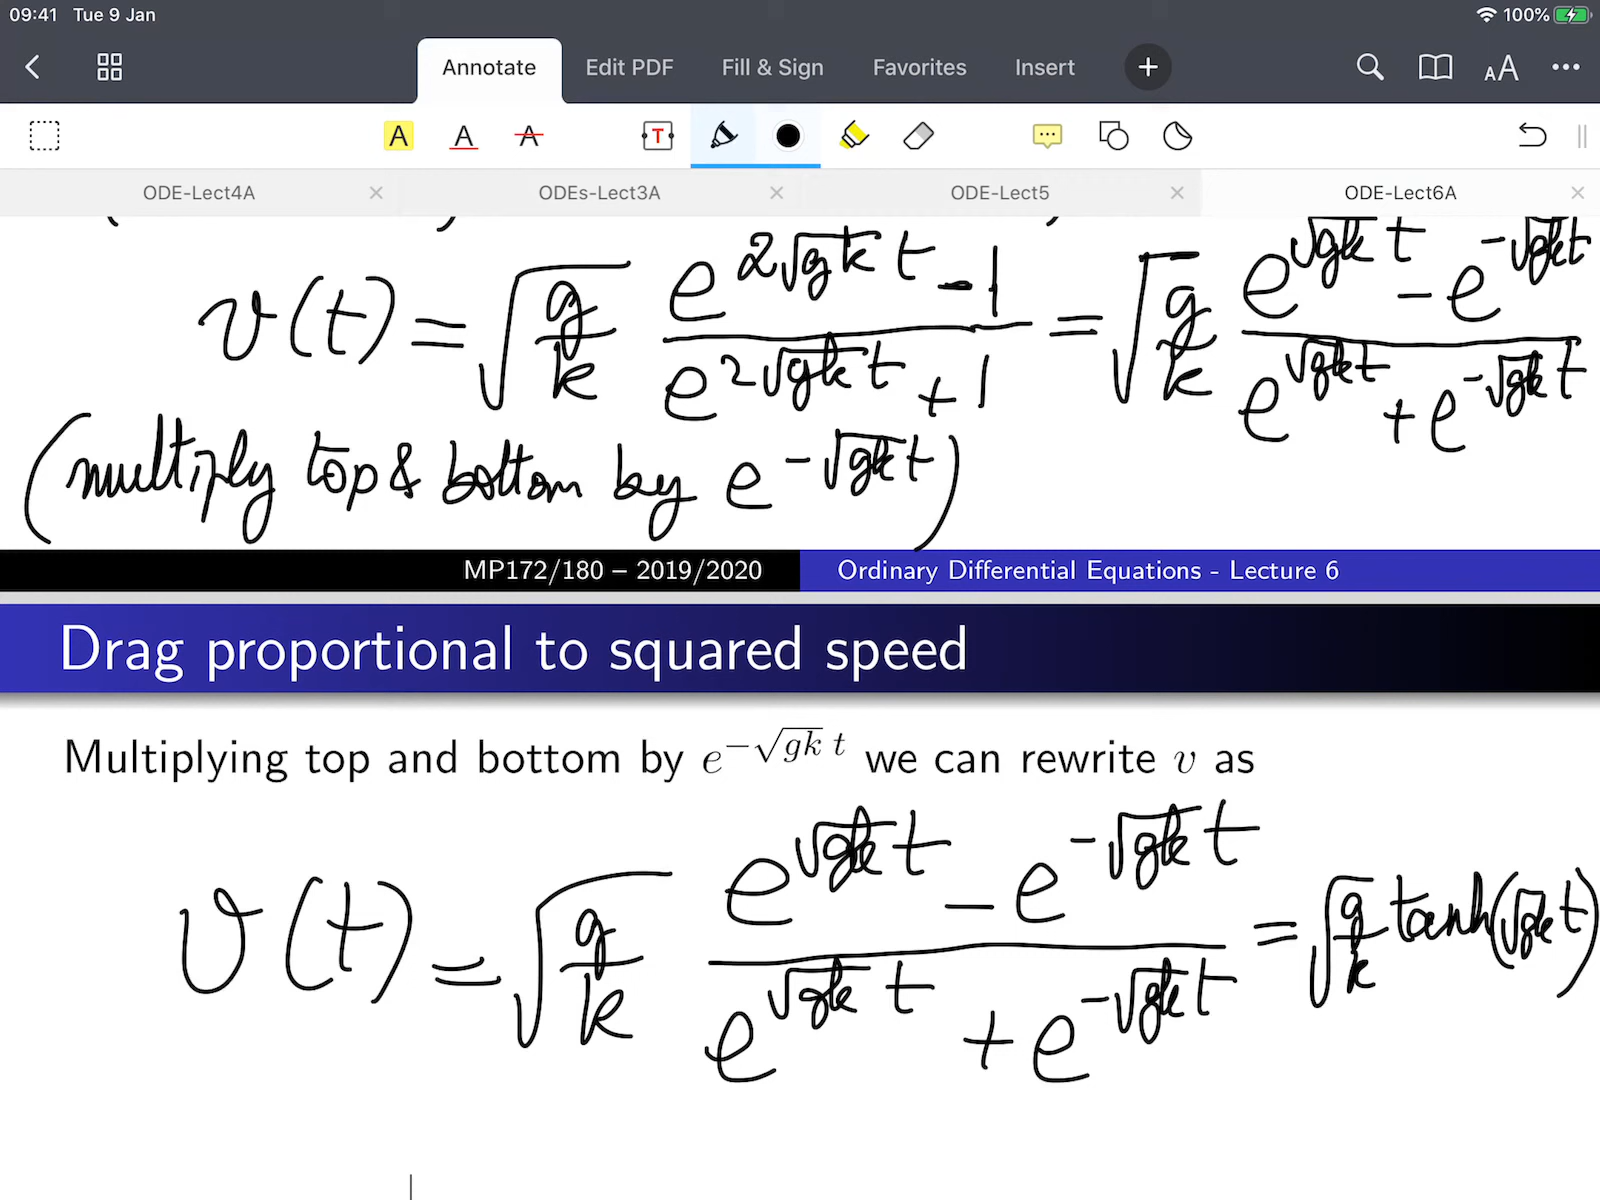 09:41 Tue 9 Jan 100%
Annotate Edit PDF Fill & Sign Favorites Insert +
A A A T
ODE-Lect4A × ODEs-Lect3A × ODE-Lect5 × ODE-Lect6A ×
v(t) = √(g/k) (e^{2√(gk) t} - 1)/(e^{2√(gk) t} + 1) = √(g/k) (e^{√(gk) t} - e^{-√(gk) t})/(e^{√(gk) t} + e^{-√(gk) t})
(multiply top & bottom by e^{-√(gk) t})
MP172/180 – 2019/2020 Ordinary Differential Equations - Lecture 6
Drag proportional to squared speed
Multiplying top and bottom by e^{-√(gk) t} we can rewrite v as
v(t) = √(g/k) (e^{√(gk) t} - e^{-√(gk) t})/(e^{√(gk) t} + e^{-√(gk) t}) = √(g/k) tanh(√(gk) t)